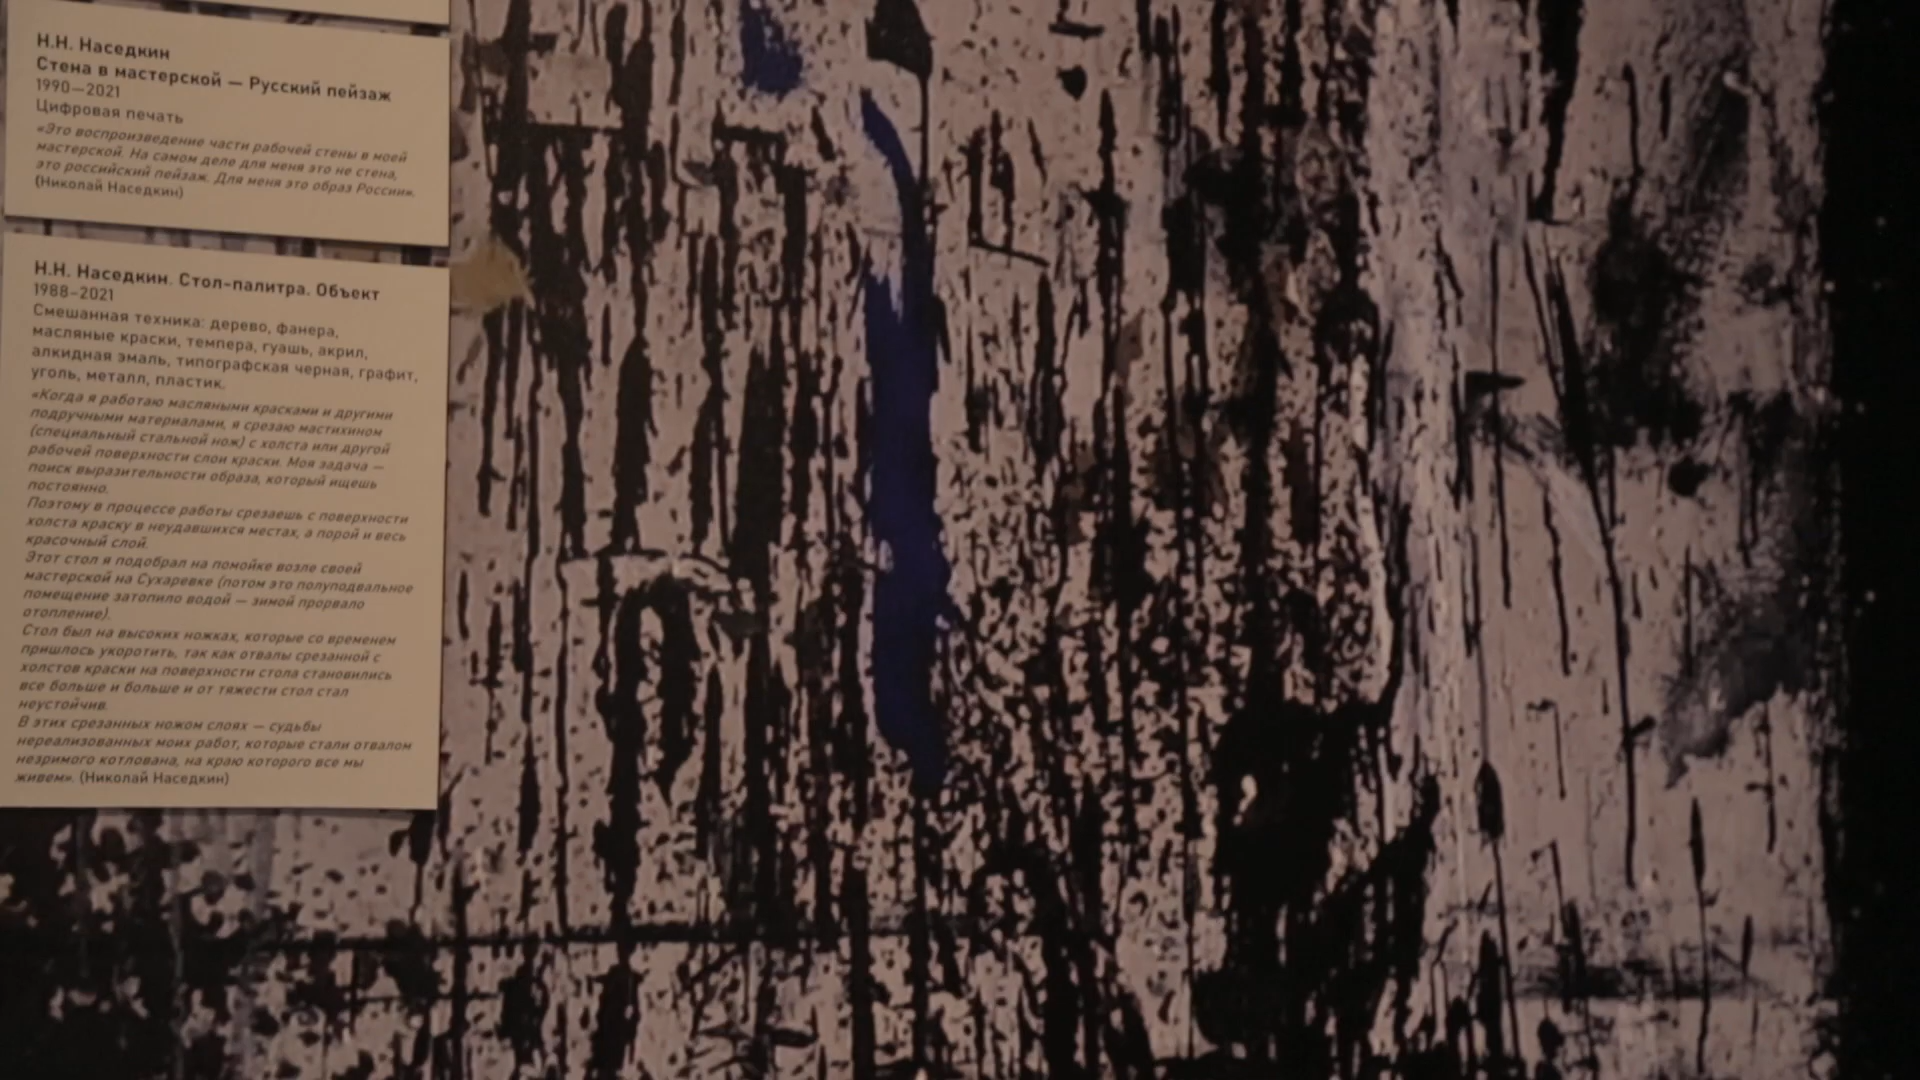 Н.Н. Наседкин
Стена в мастерской — Русский пейзаж
1990—2021
Цифровая печать
«Это воспроизведение части рабочей стены в моей
мастерской. На самом деле для меня это не стена,
это российский пейзаж. Для меня это образ России».
(Николай Наседкин)
Н.Н. Наседкин. Стол-палитра. Объект
1988–2021
Смешанная техника: дерево, фанера,
масляные краски, темпера, гуашь, акрил,
алкидная эмаль, типографская черная, графит,
уголь, металл, пластик.
«Когда я работаю масляными красками и другими
подручными материалами, я срезаю мастихином
(специальный стальной нож) с холста или другой
рабочей поверхности слои краски. Моя задача —
поиск выразительности образа, который ищешь
постоянно.
Поэтому в процессе работы срезаешь с поверхности
холста краску в неудавшихся местах, а порой и весь
красочный слой.
Этот стол я подобрал на помойке возле своей
мастерской на Сухаревке (потом это полуподвальное
помещение затопило водой — зимой прорвало
отопление).
Стол был на высоких ножках, которые со временем
пришлось укоротить, так как отвалы срезанной с
холстов краски на поверхности стола становились
все больше и больше и от тяжести стол стал
неустойчив.
В этих срезанных ножом слоях — судьбы
нереализованных моих работ, которые стали отвалом
незримого котлована, на краю которого все мы
живем». (Николай Наседкин)